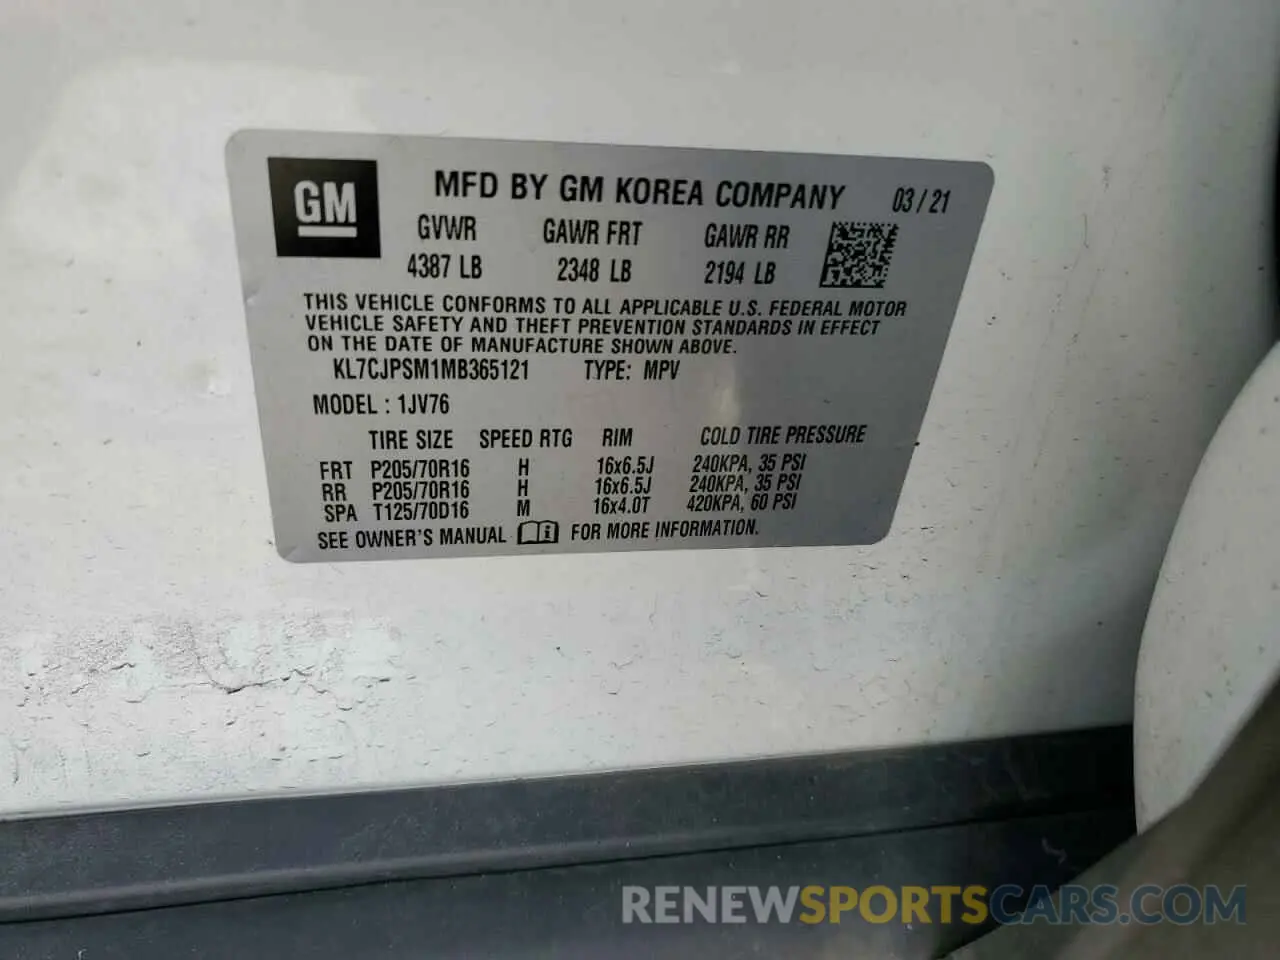 GM
MFD BY GM KOREA COMPANY 03/21
GVWR GAWR FRT GAWR RR
4387 LB 2348 LB 2194 LB
THIS VEHICLE CONFORMS TO ALL APPLICABLE U.S. FEDERAL MOTOR
VEHICLE SAFETY AND THEFT PREVENTION STANDARDS IN EFFECT
ON THE DATE OF MANUFACTURE SHOWN ABOVE.
KL7CJPSM1MB365121 TYPE: MPV
MODEL : 1JV76
TIRE SIZE SPEED RTG RIM COLD TIRE PRESSURE
FRT P205/70R16 H 16x6.5J 240KPA, 35 PSI
RR P205/70R16 H 16x6.5J 240KPA, 35 PSI
SPA T125/70D16 M 16x4.0T 420KPA, 60 PSI
SEE OWNER'S MANUAL i FOR MORE INFORMATION.
RENEWSPORTSCARS.COM